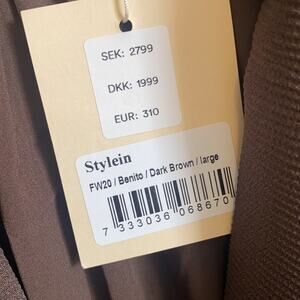 SEK: 2799
DKK: 1999
EUR: 310
Stylein
FW20 / Benito / Dark Brown / large
7 333036 068670